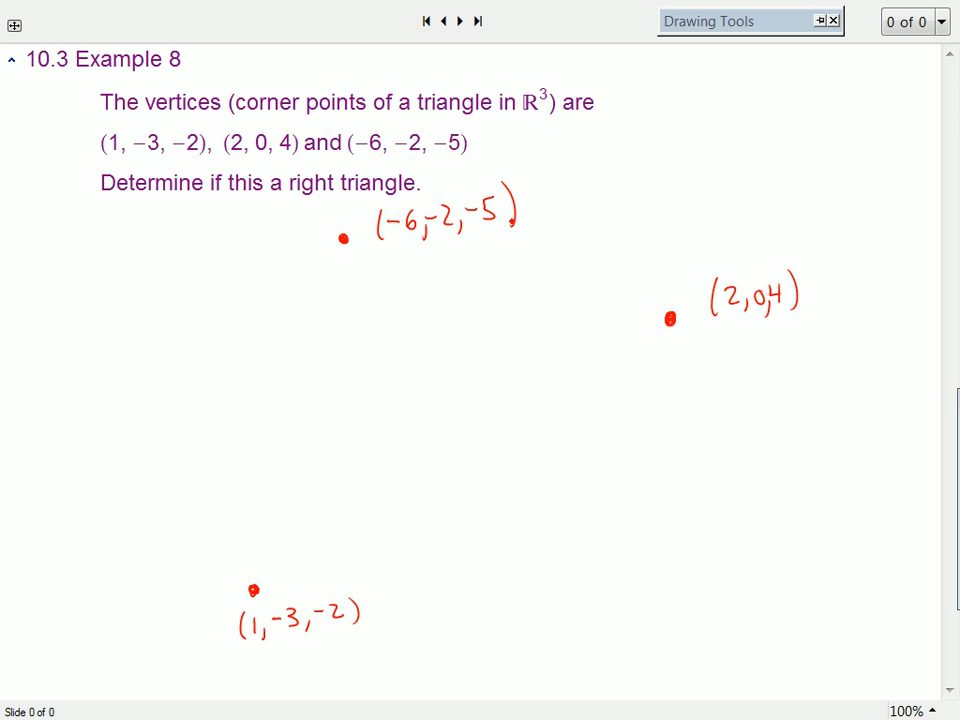 Drawing Tools
0 of 0
10.3 Example 8
The vertices (corner points of a triangle in ℝ³) are
(1, −3, −2), (2, 0, 4) and (−6, −2, −5)
Determine if this a right triangle.
(-6,-2,-5)
(2,0,4)
(1,-3,-2)
Slide 0 of 0
100%